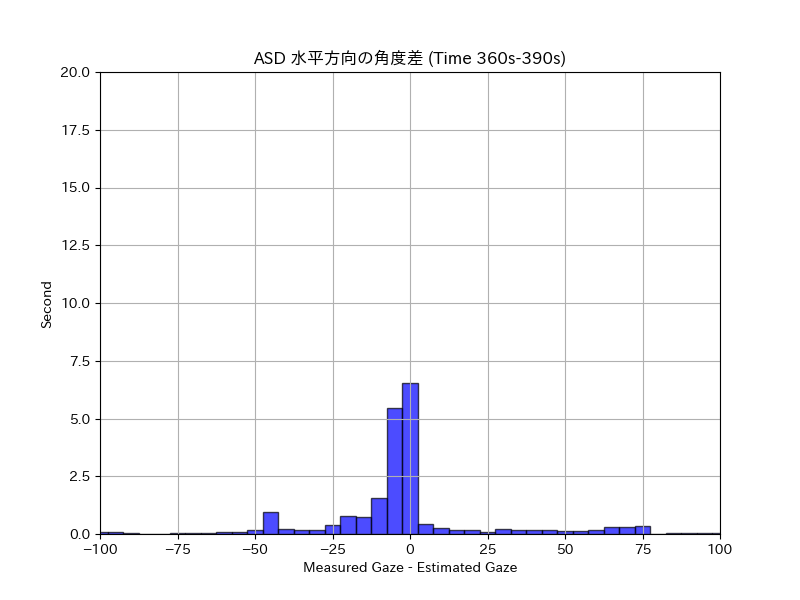 ASD 水平方向の角度差 (Time 360s-390s)
20.0
17.5
15.0
12.5
10.0
7.5
5.0
2.5
0.0
Second
−100 −75 −50 −25 0 25 50 75 100
Measured Gaze - Estimated Gaze